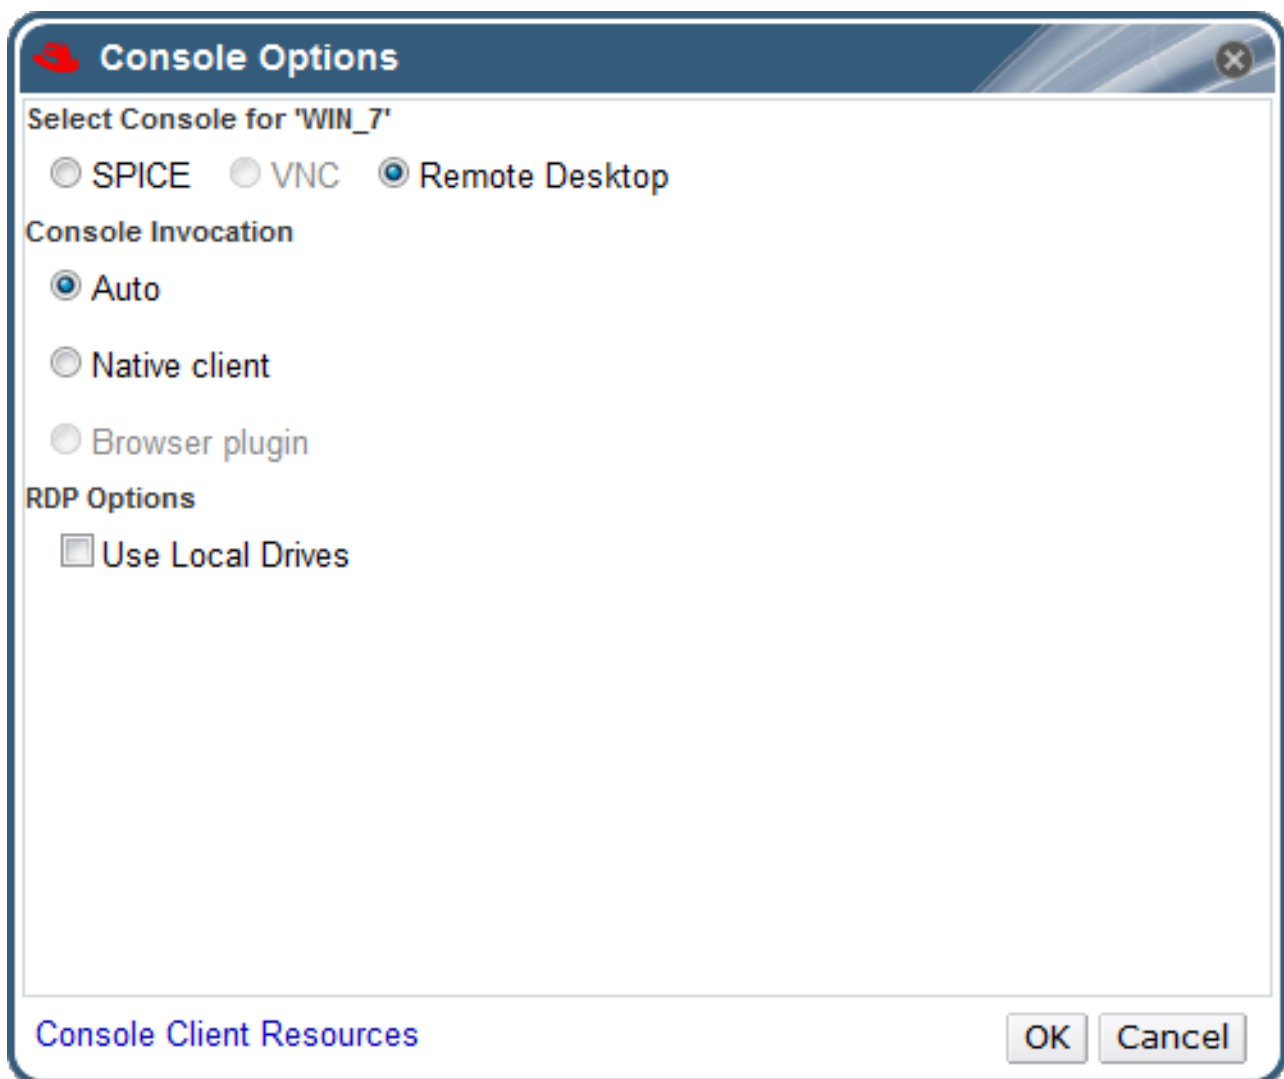 Console Options
Select Console for 'WIN_7'
SPICE VNC Remote Desktop
Console Invocation
Auto
Native client
Browser plugin
RDP Options
Use Local Drives
Console Client Resources OK Cancel